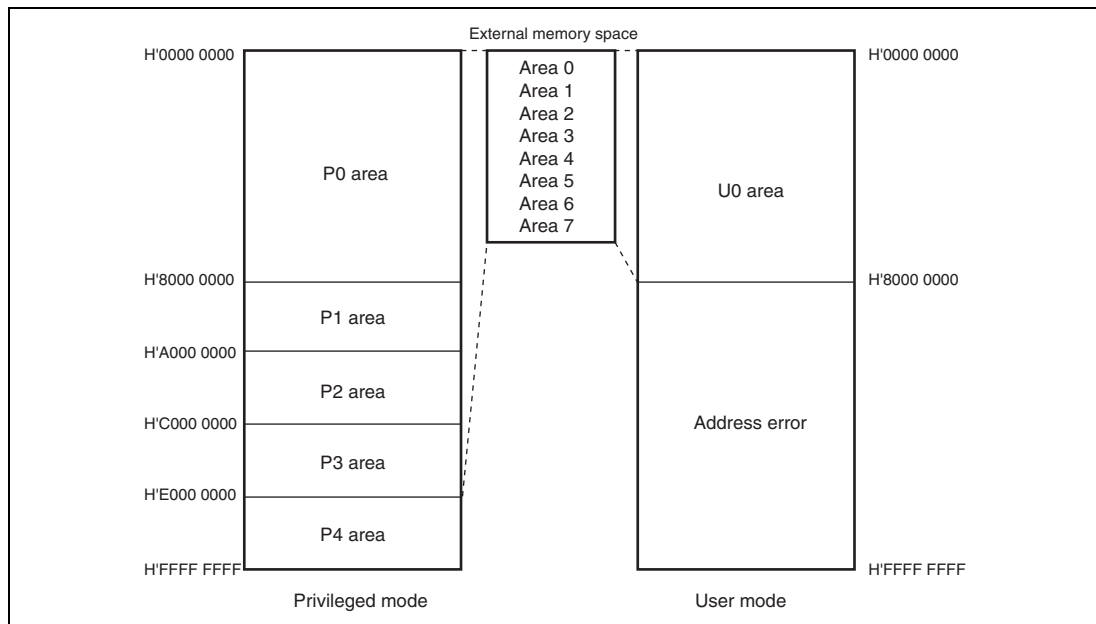 External memory space
H'0000 0000
H'0000 0000
Area 0
Area 1
Area 2
Area 3
Area 4
Area 5
Area 6
Area 7
P0 area
U0 area
H'8000 0000
H'8000 0000
P1 area
H'A000 0000
P2 area
H'C000 0000
Address error
P3 area
H'E000 0000
P4 area
H'FFFF FFFF
H'FFFF FFFF
Privileged mode
User mode